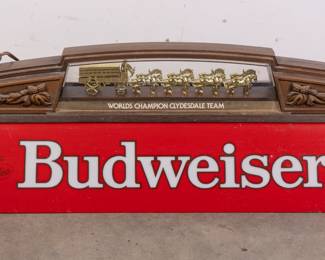 WORLDS CHAMPION CLYDESDALE TEAM
Budweiser